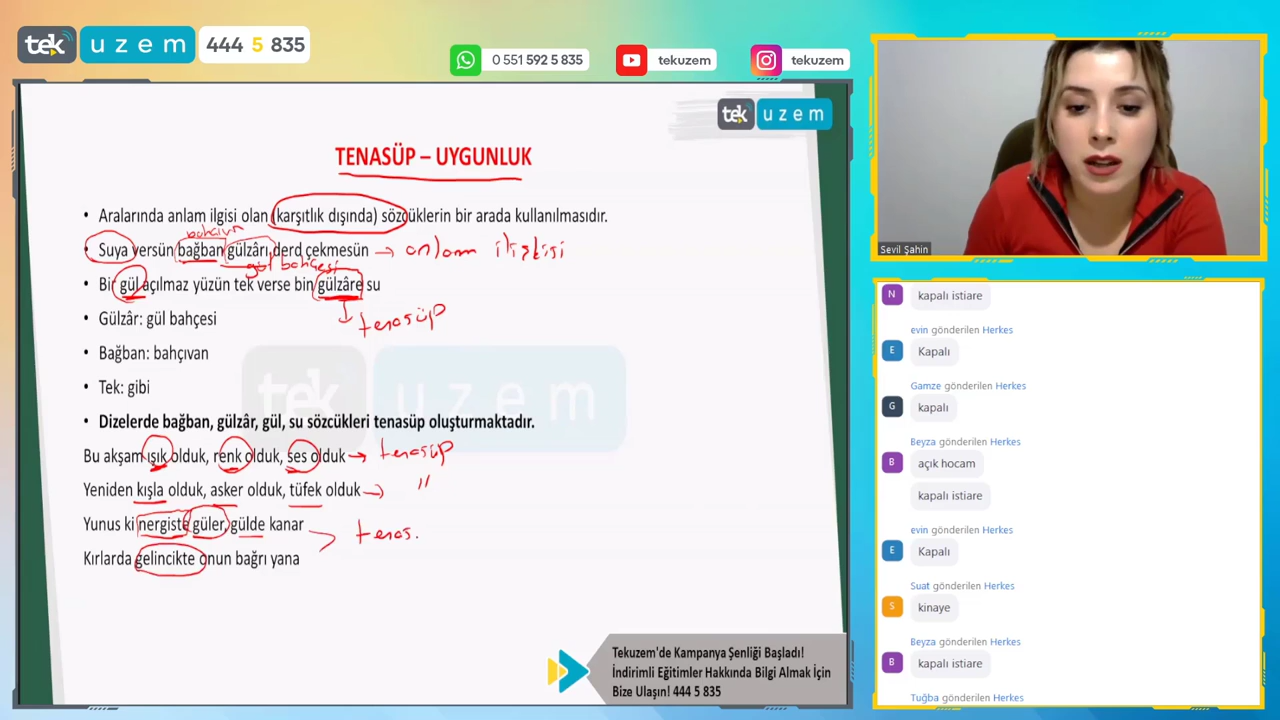 tek uzem 444 5 835
0 551 592 5 835 tekuzem tekuzem
tek uzem
TENASÜP – UYGUNLUK
• Aralarında anlam ilgisi olan (karşıtlık dışında) sözcüklerin bir arada kullanılmasıdır.
bahçıvn
• Suya versün bağban gülzârı derd çekmesün → anlam ilişkisi
gül bahçesi
• Bir gül açılmaz yüzün tek verse bin gülzâre su
• Gülzâr: gül bahçesi
tenasüp
• Bağban: bahçıvan
• Tek: gibi
tek uzem
• Dizelerde bağban, gülzâr, gül, su sözcükleri tenasüp oluşturmaktadır.
Bu akşam ışık olduk, renk olduk, ses olduk → tenasüp
Yeniden kışla olduk, asker olduk, tüfek olduk → "
Yunus ki nergiste güler, gülde kanar
tenas.
Kırlarda gelincikte onun bağrı yana
Tekuzem'de Kampanya Şenliği Başladı!
İndirimli Eğitimler Hakkında Bilgi Almak İçin
Bize Ulaşın! 444 5 835
Sevil Şahin
N kapalı istiare
evin gönderilen Herkes
E Kapalı
Gamze gönderilen Herkes
G kapalı
Beyza gönderilen Herkes
B açık hocam
kapalı istiare
evin gönderilen Herkes
E Kapalı
Suat gönderilen Herkes
S kinaye
Beyza gönderilen Herkes
B kapalı istiare
Tuğba gönderilen Herkes